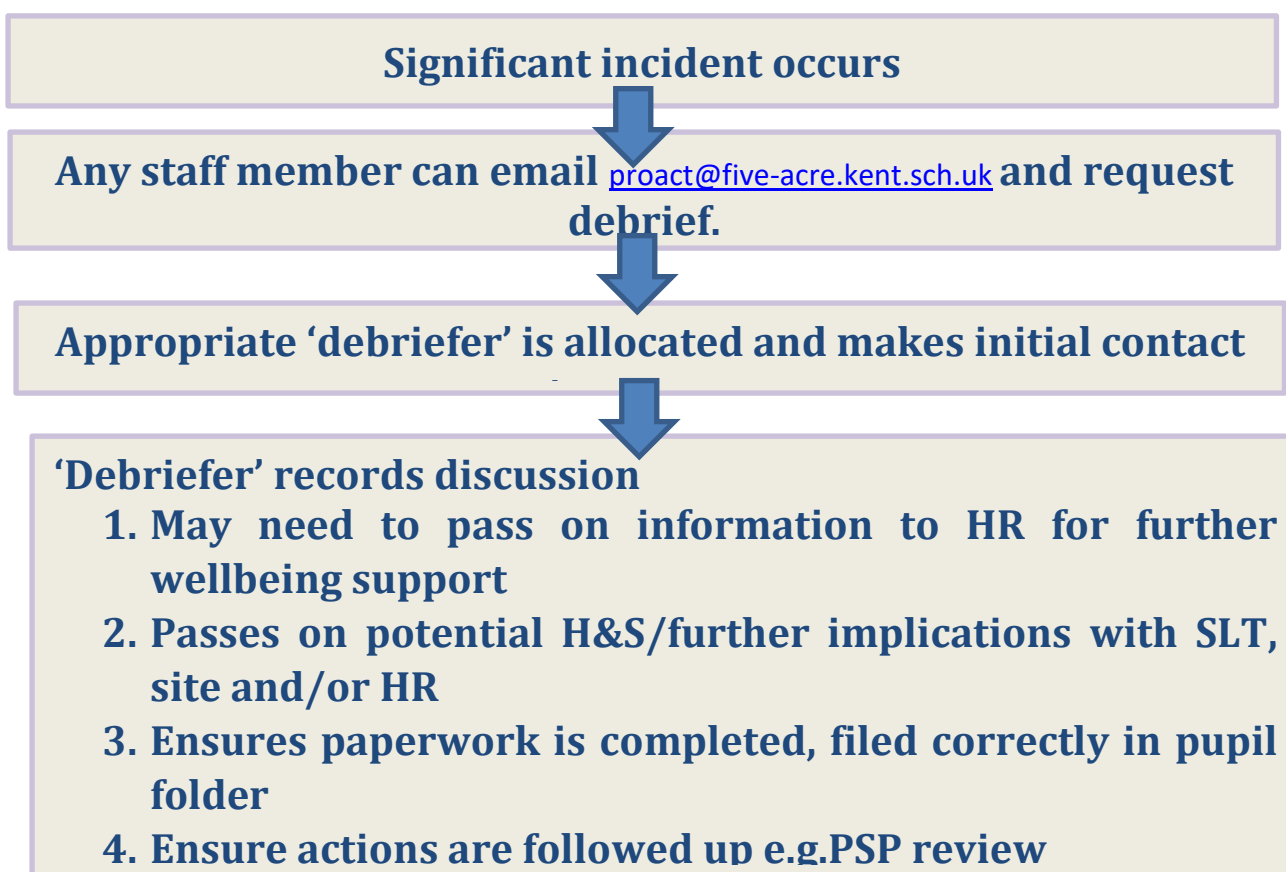 Significant incident occurs
Any staff member can email proact@five-acre.kent.sch.uk and request
debrief.
Appropriate ‘debriefer’ is allocated and makes initial contact
‘Debriefer’ records discussion
1. May need to pass on information to HR for further
wellbeing support
2. Passes on potential H&S/further implications with SLT,
site and/or HR
3. Ensures paperwork is completed, filed correctly in pupil
folder
4. Ensure actions are followed up e.g.PSP review